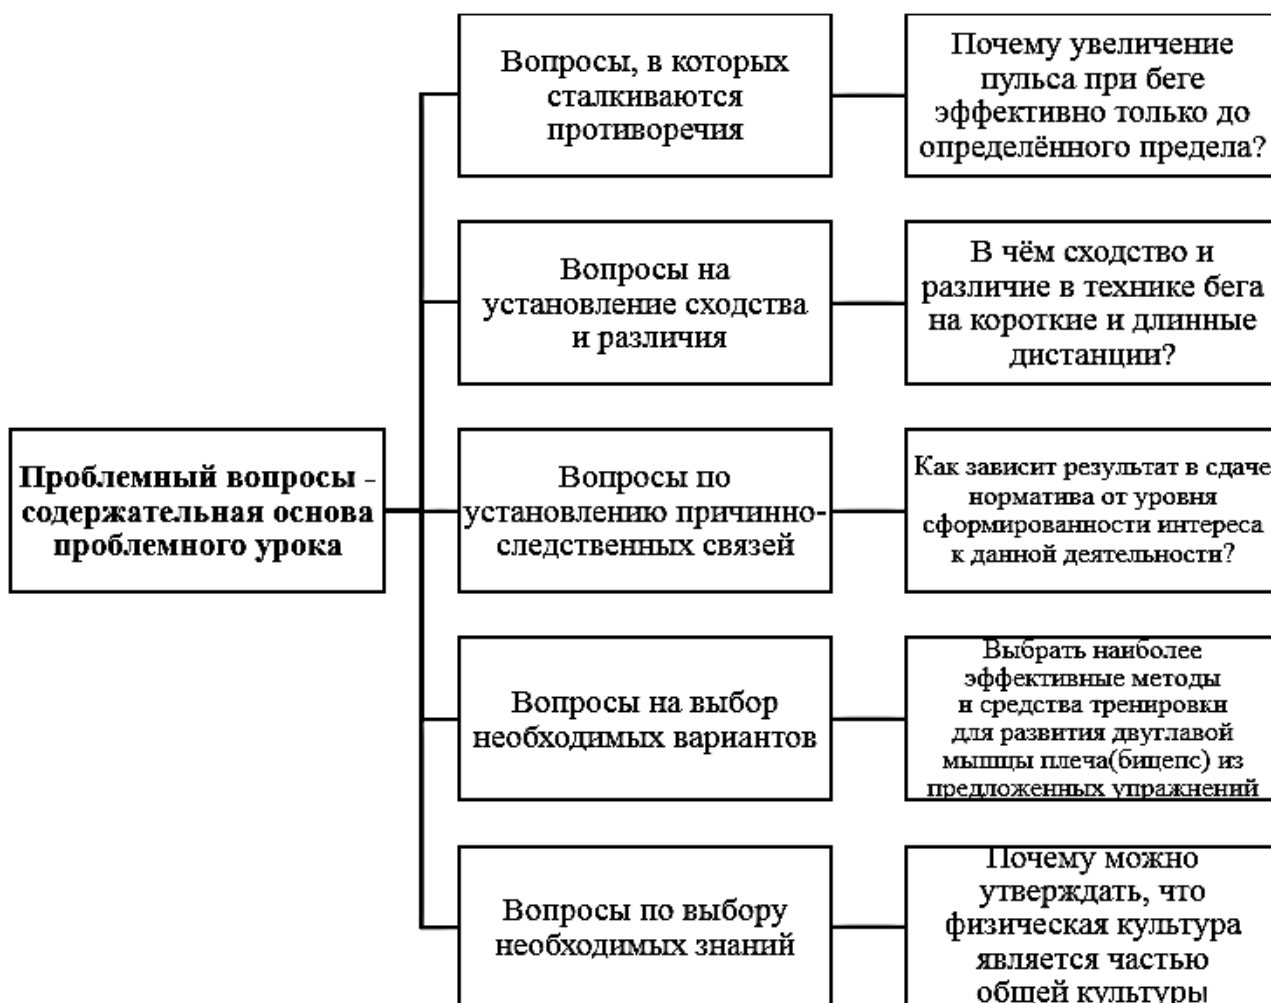 Вопросы, в которых
сталкиваются
противоречия
Почему увеличение
пульса при беге
эффективно только до
определённого предела?
Вопросы на
установление сходства
и различия
В чём сходство и
различие в технике бега
на короткие и длинные
дистанции?
Проблемный вопросы -
содержательная основа
проблемного урока
Вопросы по
установлению причинно-
следственных связей
Как зависит результат в сдаче
норматива от уровня
сформированности интереса
к данной деятельности?
Вопросы на выбор
необходимых вариантов
Выбрать наиболее
эффективные методы
и средства тренировки
для развития двуглавой
мышцы плеча(бицепс) из
предложенных упражнений
Вопросы по выбору
необходимых знаний
Почему можно
утверждать, что
физическая культура
является частью
общей культуры